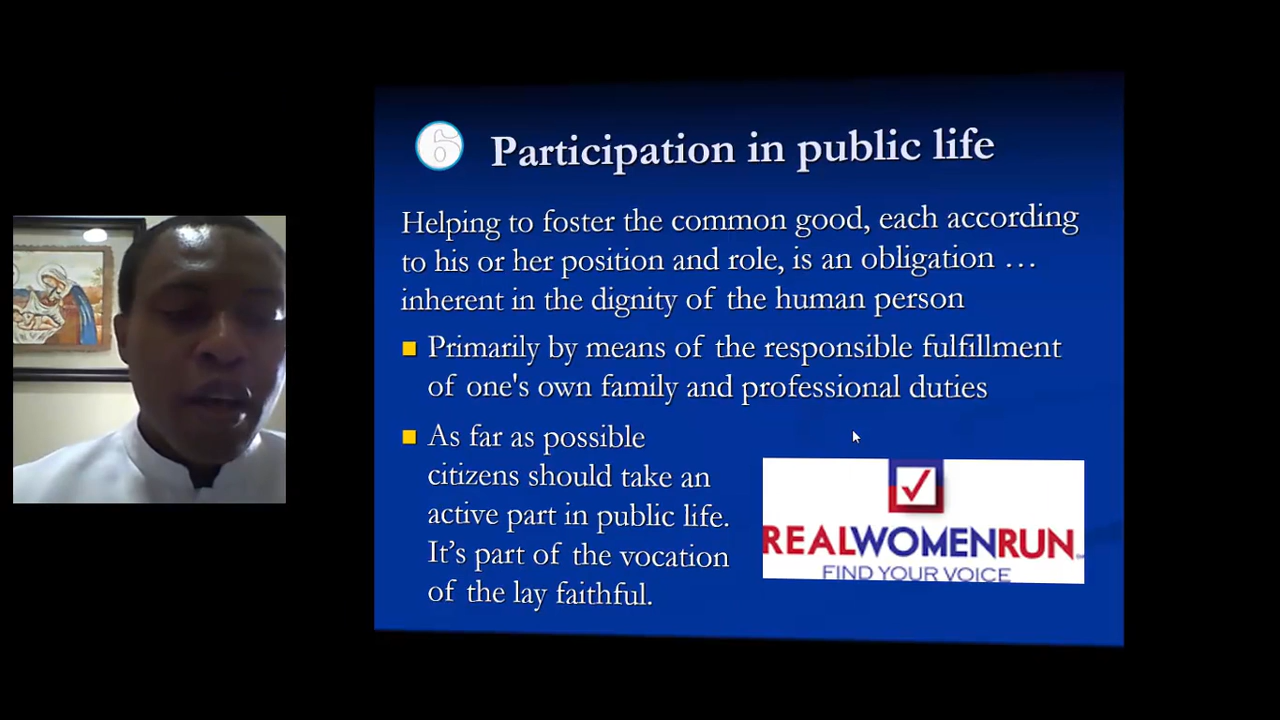 6 Participation in public life
Helping to foster the common good, each according
to his or her position and role, is an obligation …
inherent in the dignity of the human person
Primarily by means of the responsible fulfillment
of one's own family and professional duties
As far as possible
citizens should take an
active part in public life.
It’s part of the vocation
of the lay faithful.
REALWOMENRUN
FIND YOUR VOICE